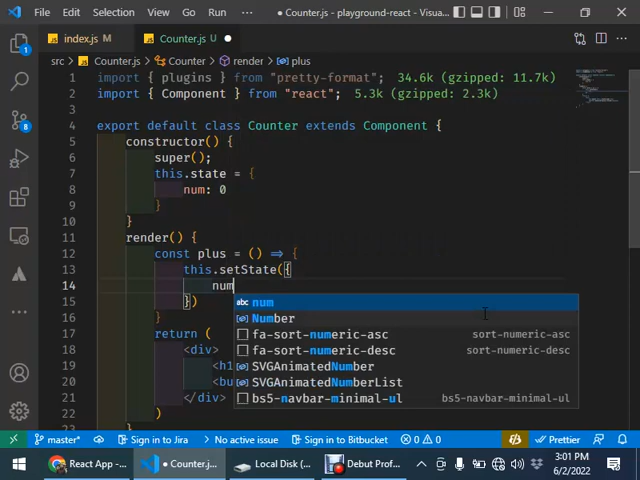 File Edit Selection View Go Run ··· ● Counter.js - playground-react - Visua...
JS index.js JS Counter.js U ●
src > JS Counter.js > Counter > render > plus
1 import { plugins } from "pretty-format"; 34.6k (gzipped: 11.7k)
2 import { Component } from "react"; 5.3k (gzipped: 2.3k)
3
4 export default class Counter extends Component {
5 constructor() {
6 super();
7 this.state = {
8 num: 0
9 }
10 }
11 render() {
12 const plus = () => {
13 this.setState({
14 num
abc num
Number
fa-sort-numeric-asc sort-numeric-asc
fa-sort-numeric-desc sort-numeric-desc
SVGAnimatedNumber
SVGAnimatedNumberList
bs5-navbar-minimal-ul bs5-navbar-minimal-ul
15 })
16 }
17 return (
18 <div>
19 <h1
20 <bu
21 </div>
22 )
23 }
1
8
master* Sign in to Jira No active issue Sign in to Bitbucket 0 0 Prettier
React App -... Counter.j... Local Disk (... Debut Prof... 3:01 PM
6/2/2022